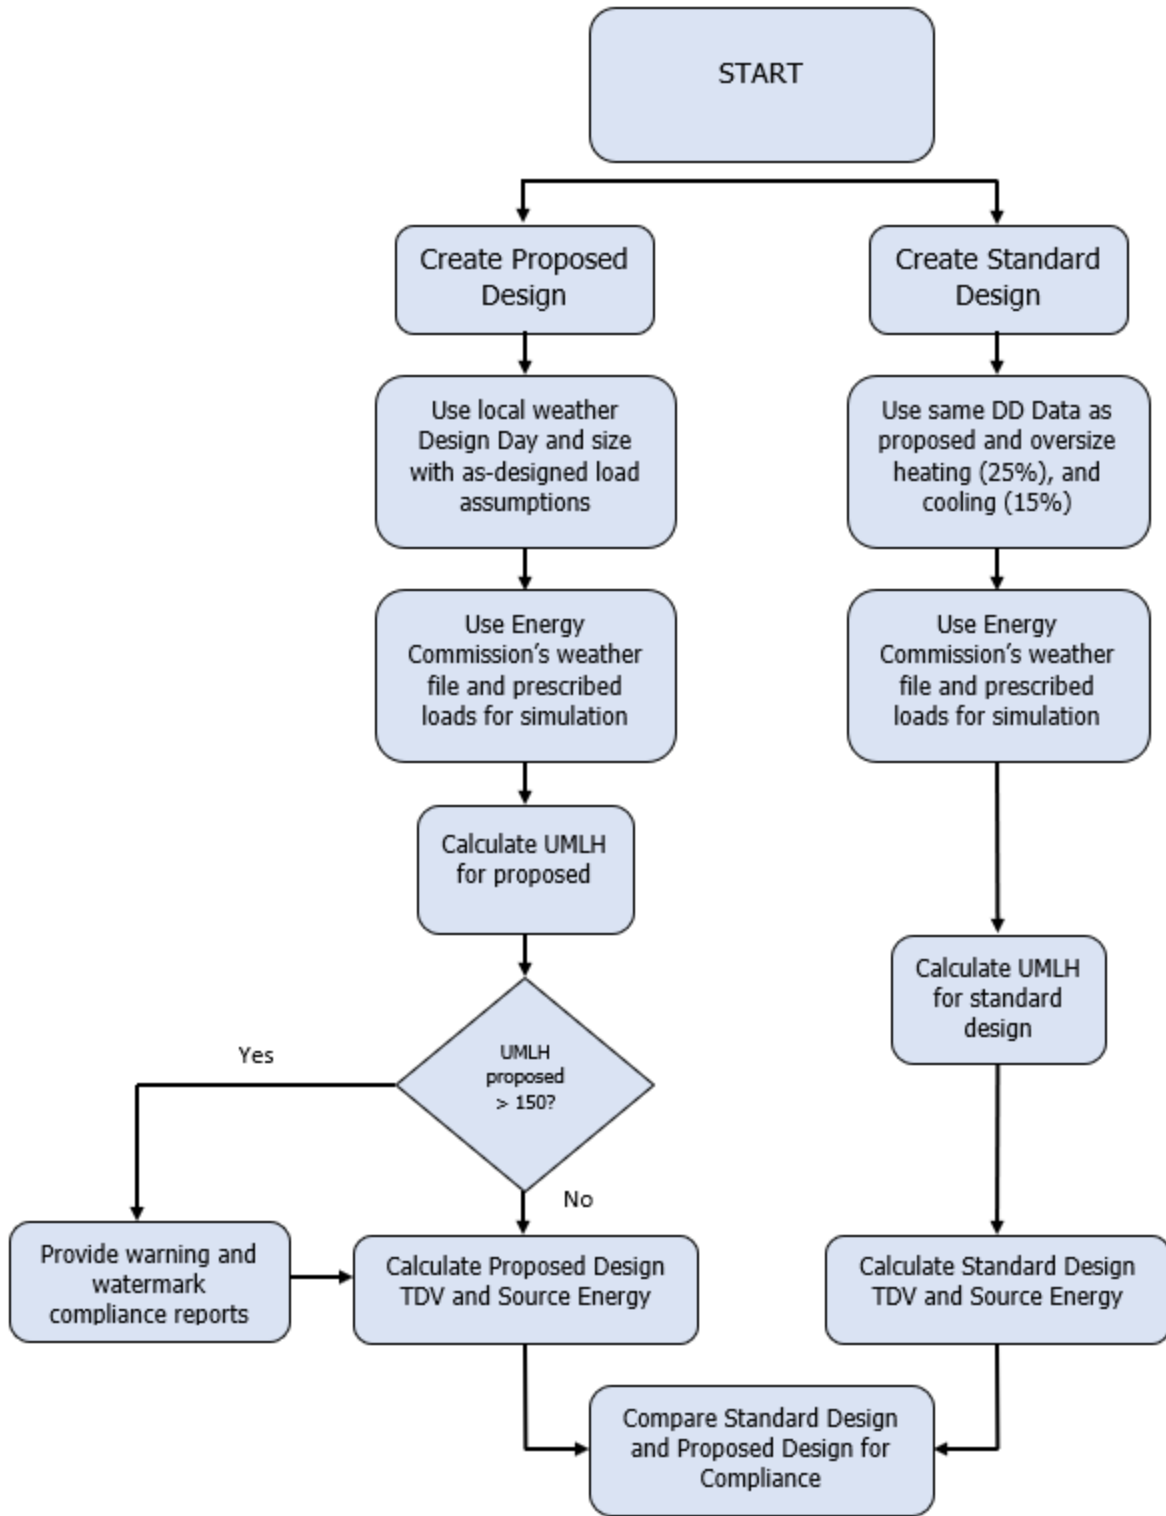 START
Create Proposed
Design
Create Standard
Design
Use local weather
Design Day and size
with as-designed load
assumptions
Use same DD Data as
proposed and oversize
heating (25%), and
cooling (15%)
Use Energy
Commission’s weather
file and prescribed
loads for simulation
Use Energy
Commission’s weather
file and prescribed
loads for simulation
Calculate UMLH
for proposed
Calculate UMLH
for standard
design
UMLH
proposed
> 150?
Yes
No
Provide warning and
watermark
compliance reports
Calculate Proposed Design
TDV and Source Energy
Calculate Standard Design
TDV and Source Energy
Compare Standard Design
and Proposed Design for
Compliance